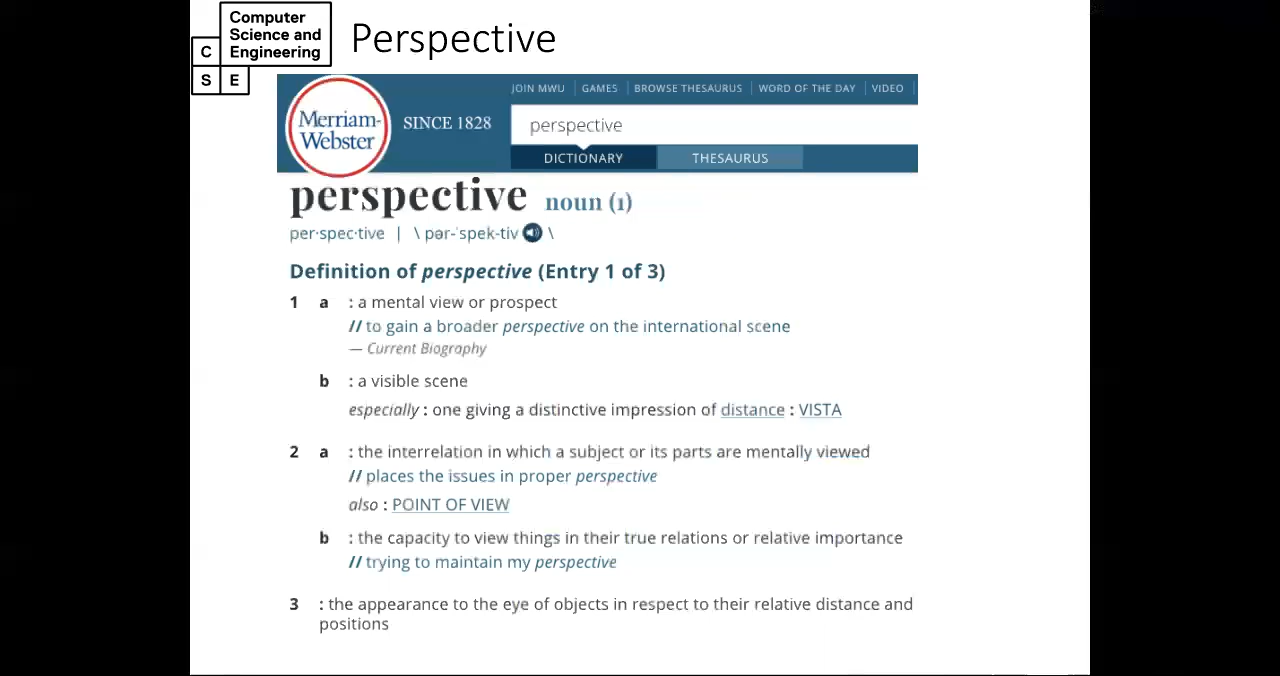 Computer
Science and
Engineering
C
S E
Perspective
JOIN MWU GAMES BROWSE THESAURUS WORD OF THE DAY VIDEO
Merriam-
Webster
SINCE 1828
perspective
DICTIONARY THESAURUS
perspective noun (1)
per·spec·tive | \ pər-ˈspek-tiv \
Definition of perspective (Entry 1 of 3)
1 a : a mental view or prospect
// to gain a broader perspective on the international scene
— Current Biography
b : a visible scene
especially : one giving a distinctive impression of distance : VISTA
2 a : the interrelation in which a subject or its parts are mentally viewed
// places the issues in proper perspective
also : POINT OF VIEW
b : the capacity to view things in their true relations or relative importance
// trying to maintain my perspective
3 : the appearance to the eye of objects in respect to their relative distance and
positions